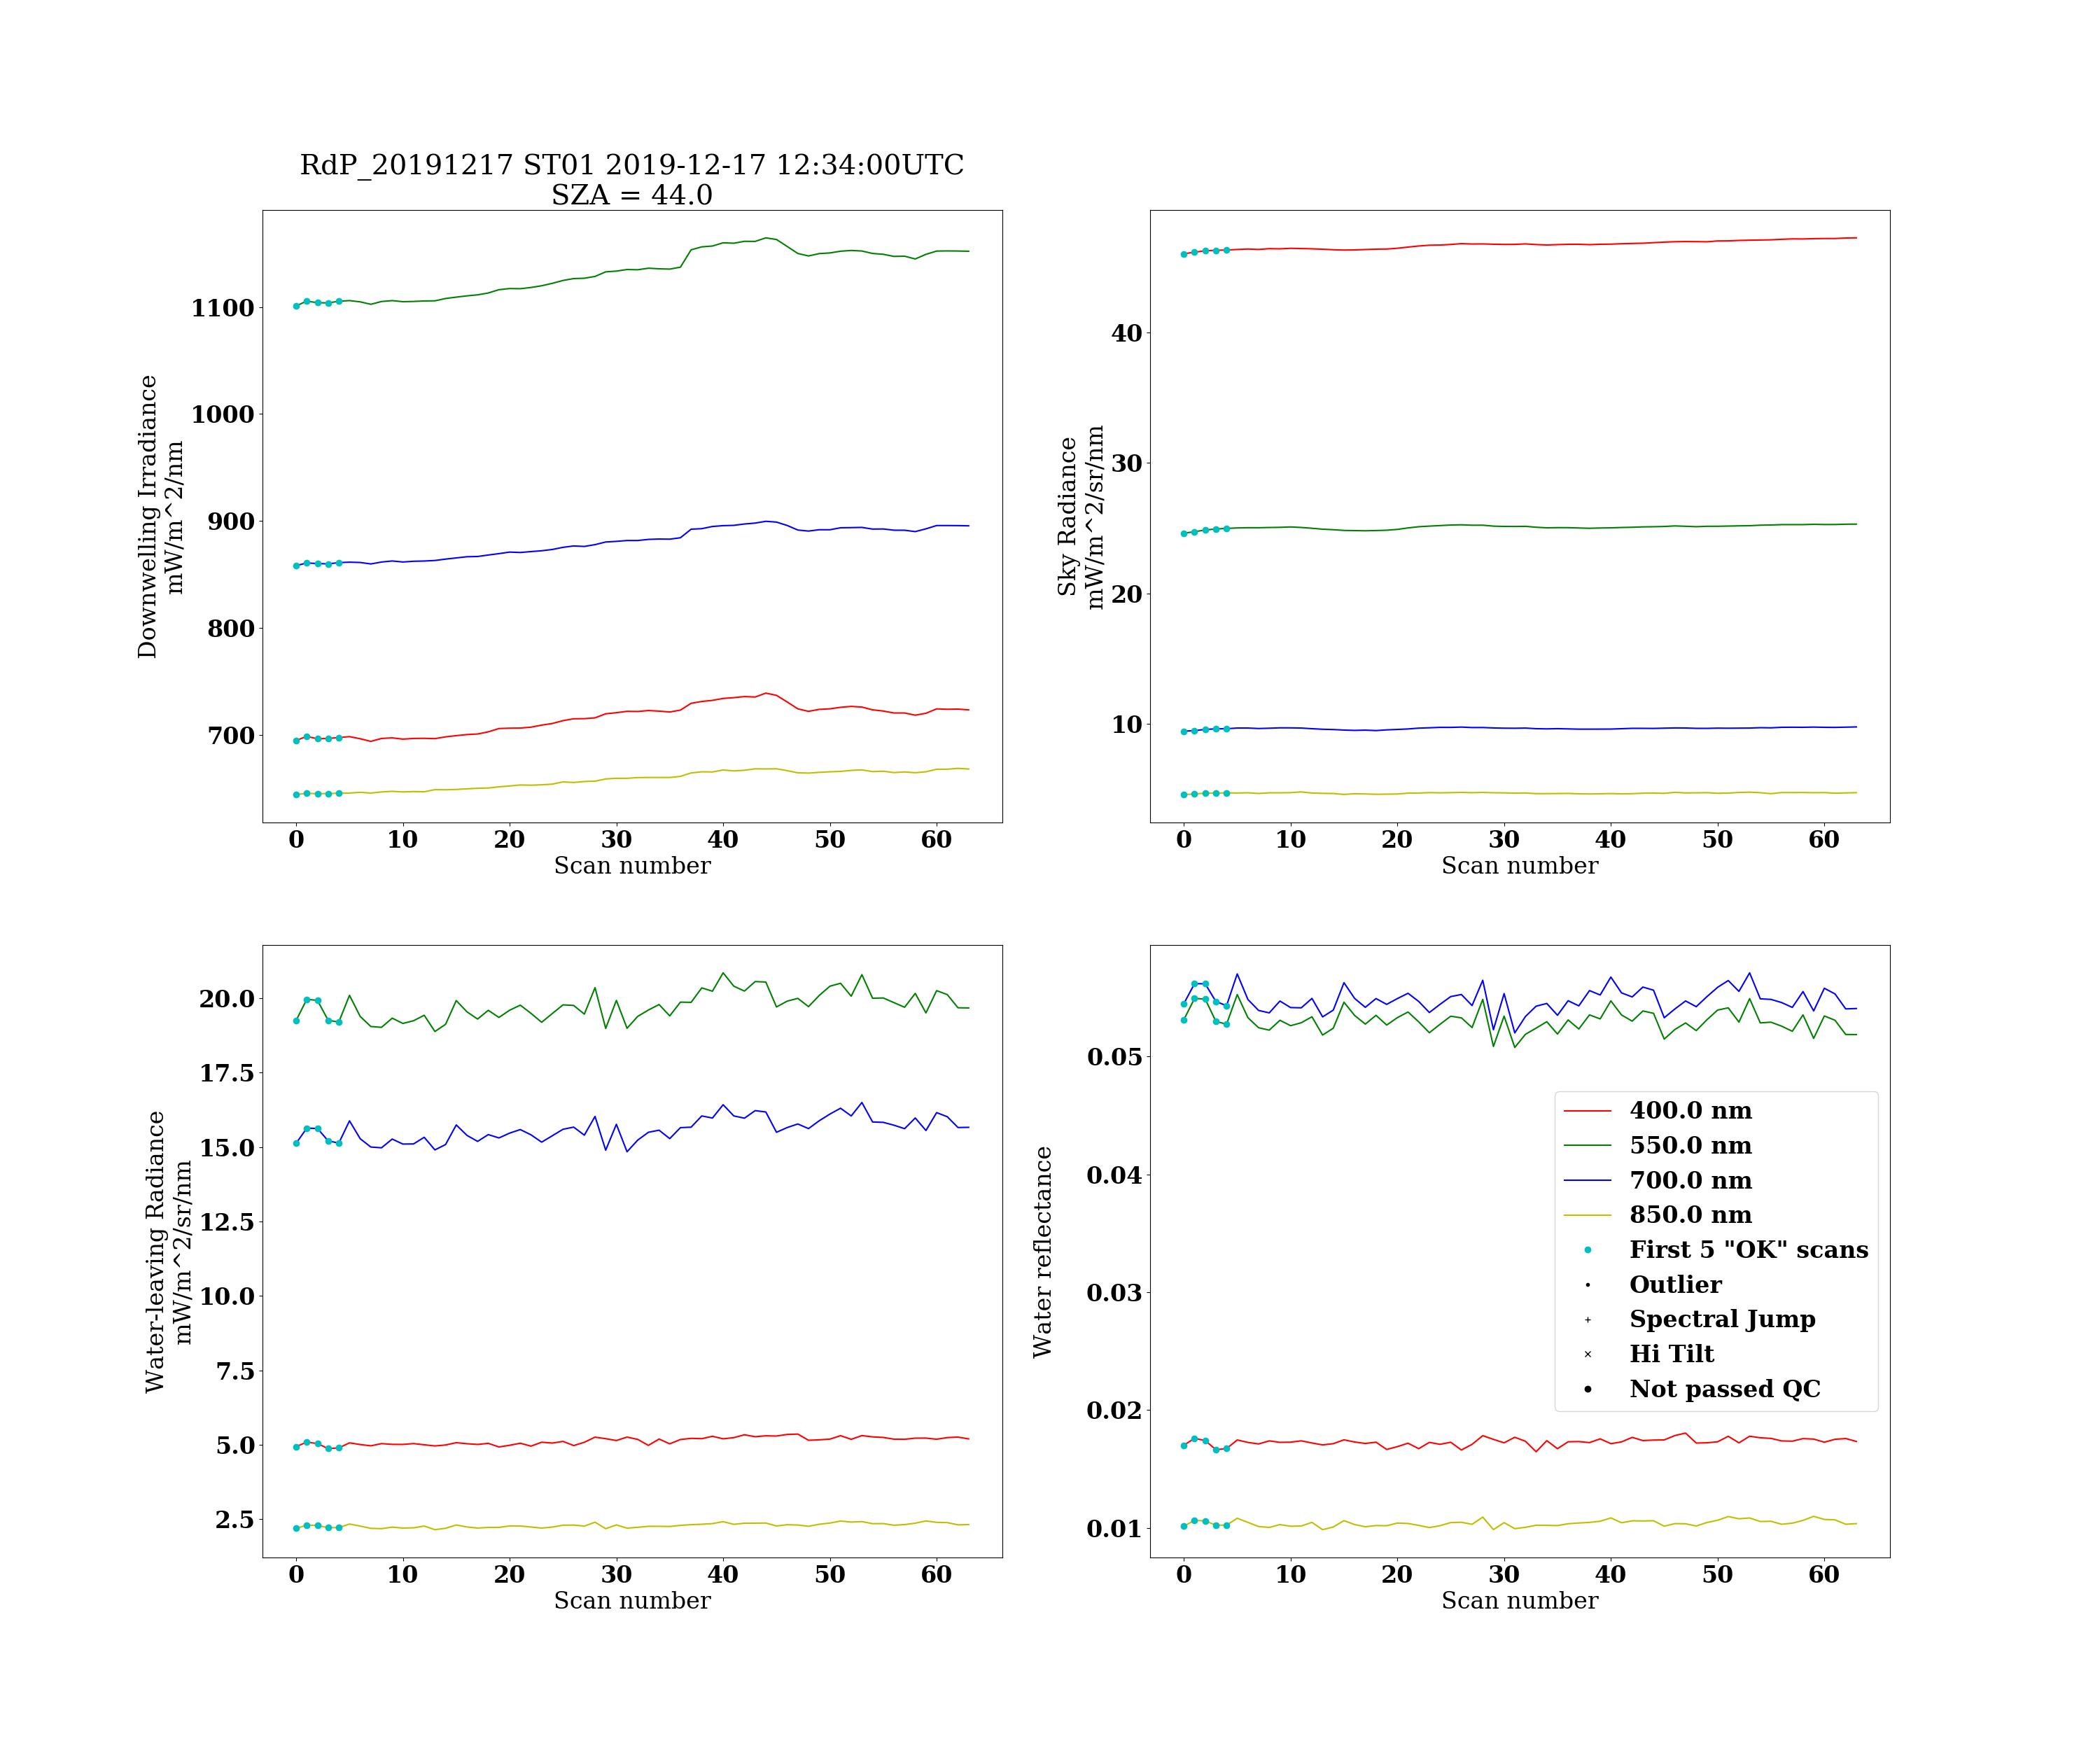 RdP_20191217 ST01 2019-12-17 12:34:00UTC
SZA = 44.0
Downwelling Irradiance
mW/m^2/nm
1100
1000
900
800
700
0 10 20 30 40 50 60
Scan number
Sky Radiance
mW/m^2/sr/nm
40
30
20
10
0 10 20 30 40 50 60
Scan number
Water-leaving Radiance
mW/m^2/sr/nm
20.0
17.5
15.0
12.5
10.0
7.5
5.0
2.5
0 10 20 30 40 50 60
Scan number
Water reflectance
0.05
0.04
0.03
0.02
0.01
0 10 20 30 40 50 60
Scan number
400.0 nm
550.0 nm
700.0 nm
850.0 nm
First 5 "OK" scans
Outlier
Spectral Jump
Hi Tilt
Not passed QC